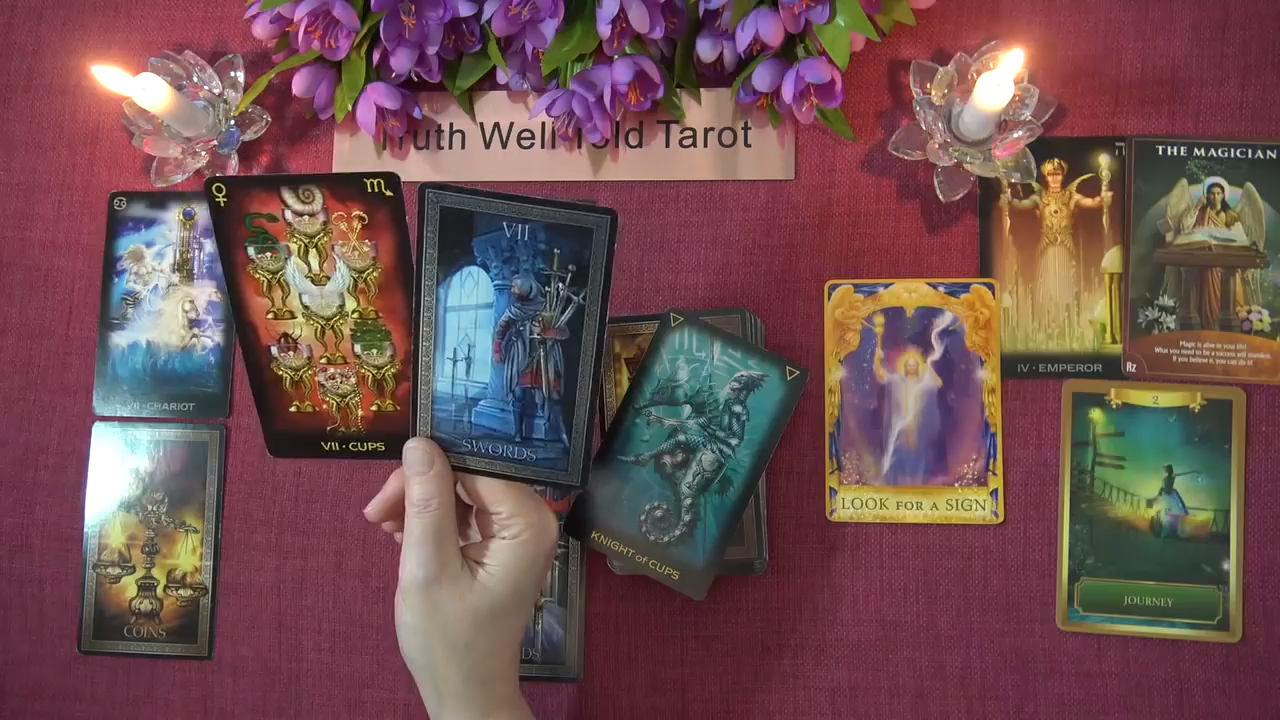 Truth Well Told Tarot
VII • CHARIOT
COINS
VII • CUPS
VII
SWORDS
DS
KNIGHT of CUPS
LOOK FOR A SIGN
IV • EMPEROR
THE MAGICIAN
Magic is alive in your life!
What you need to be a success will manifest.
If you believe it, you can do it!
Rz
2
JOURNEY